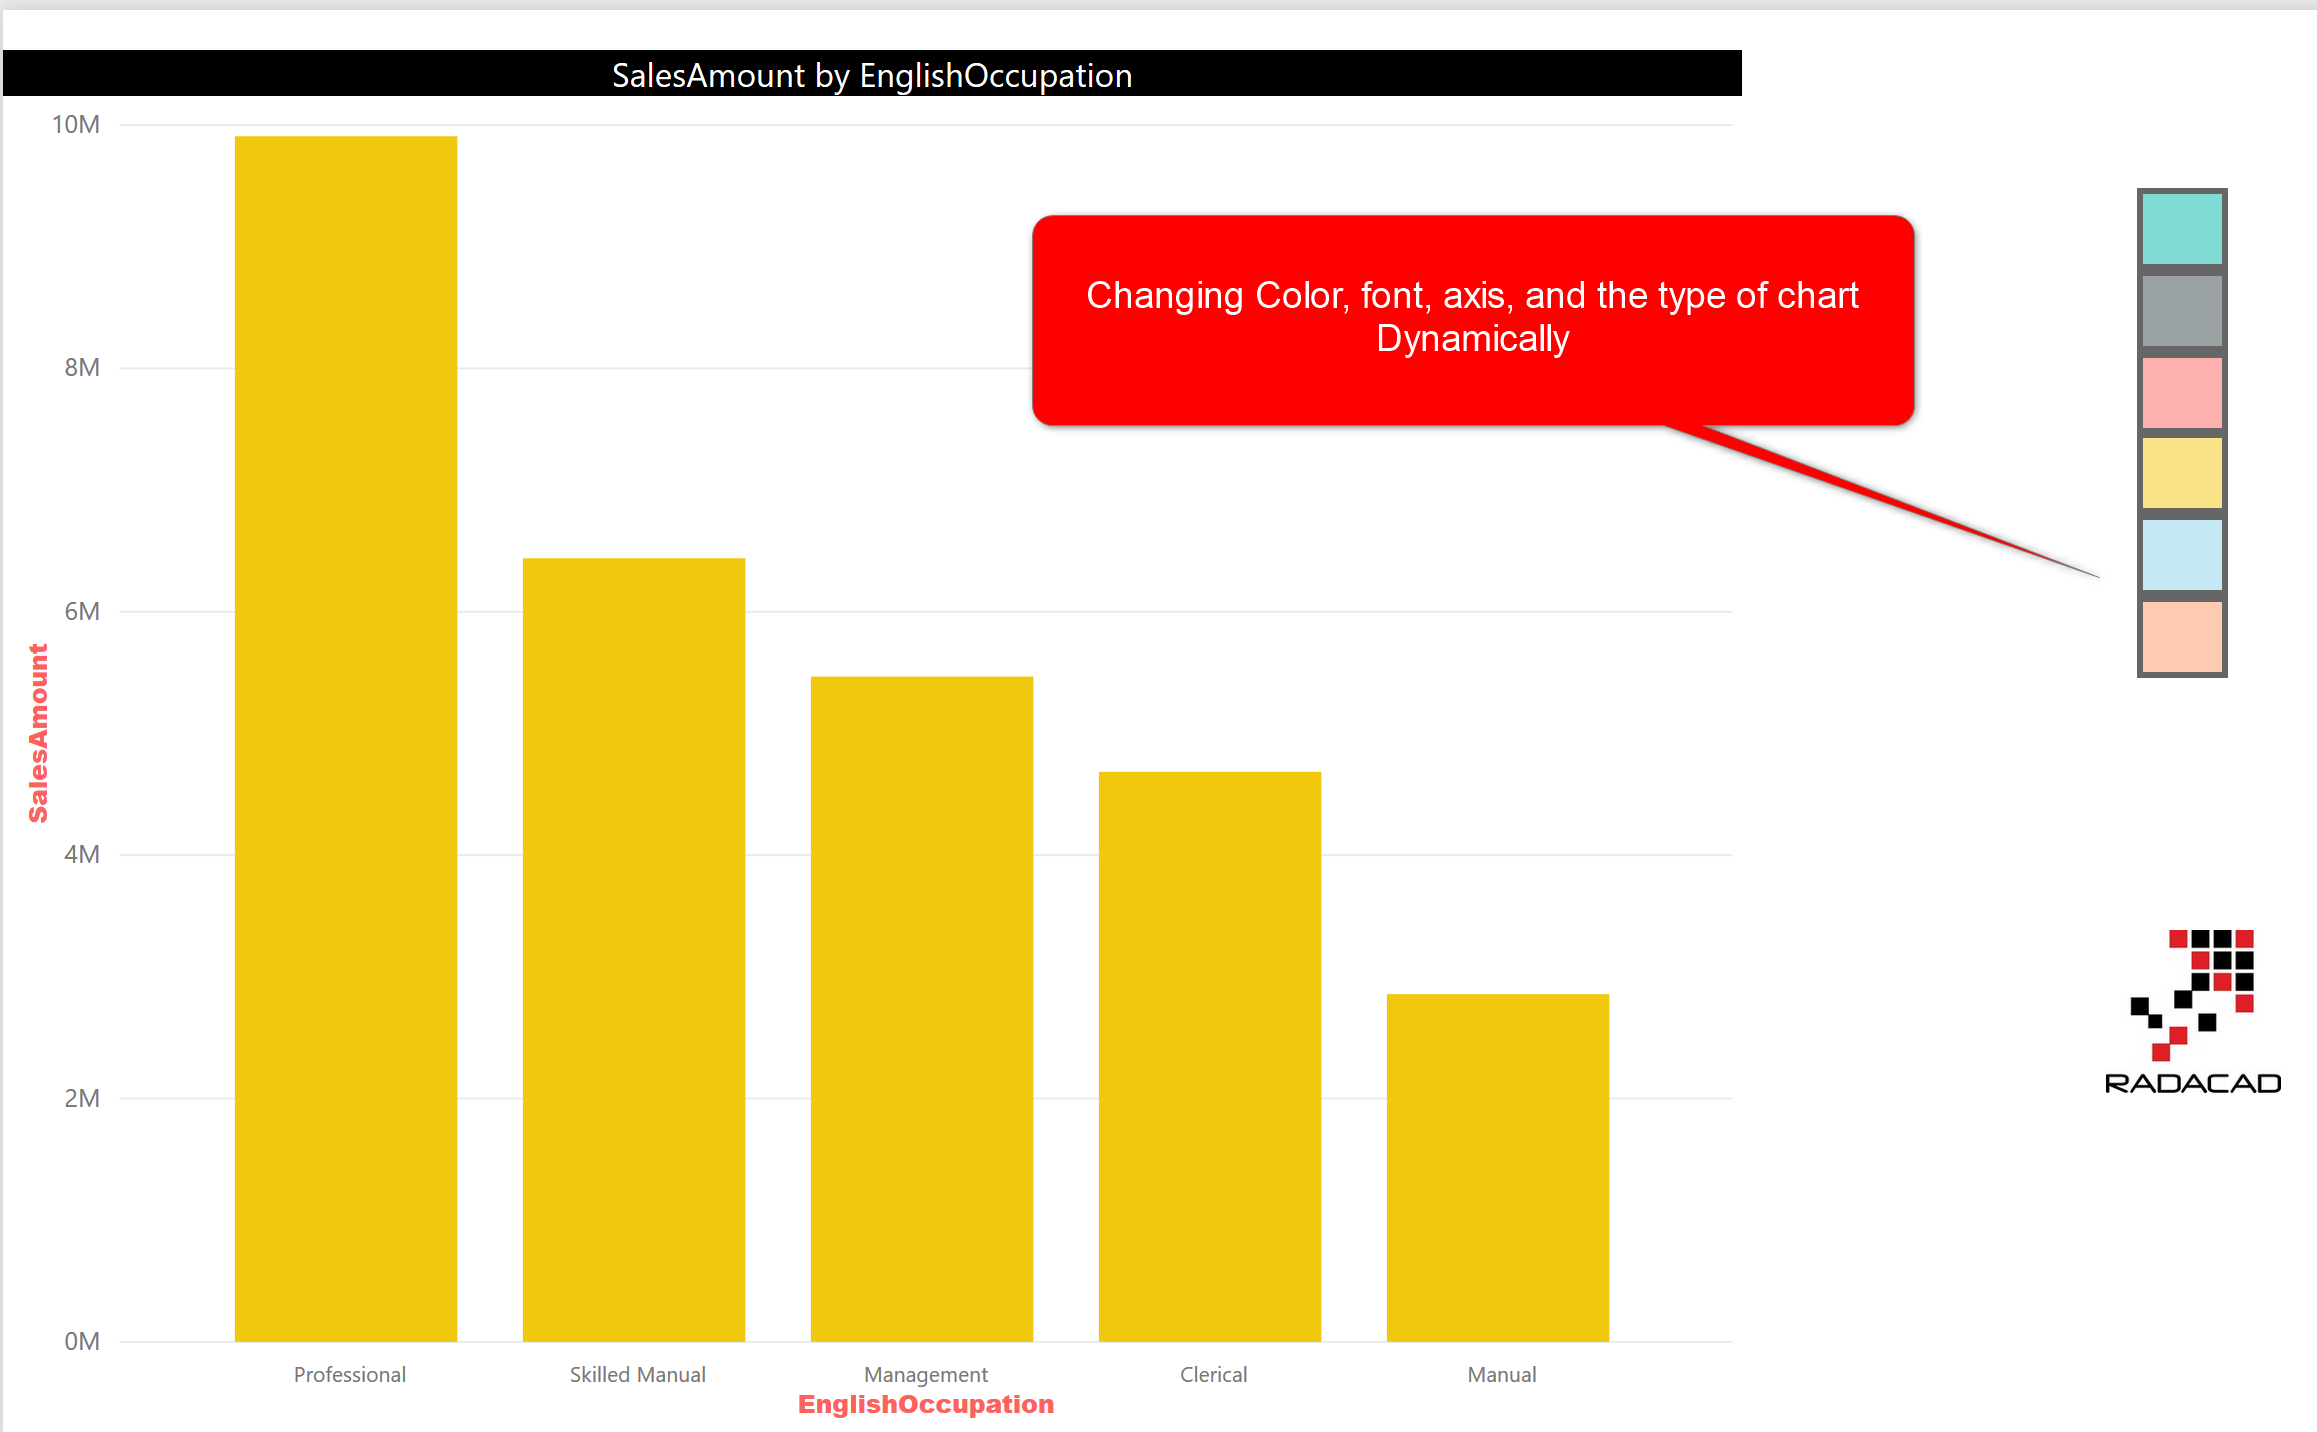 SalesAmount by EnglishOccupation
10M
8M
6M
4M
2M
0M
SalesAmount
Changing Color, font, axis, and the type of chart
Dynamically
Professional
Skilled Manual
Management
Clerical
Manual
EnglishOccupation
RADACAD